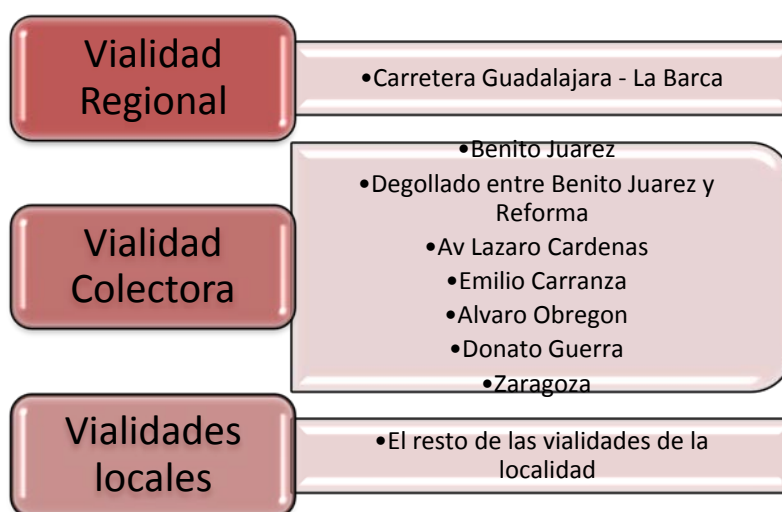 Vialidad
Regional
•Carretera Guadalajara - La Barca
Vialidad
Colectora
•Benito Juarez
•Degollado entre Benito Juarez y
Reforma
•Av Lazaro Cardenas
•Emilio Carranza
•Alvaro Obregon
•Donato Guerra
•Zaragoza
Vialidades
locales
•El resto de las vialidades de la
localidad